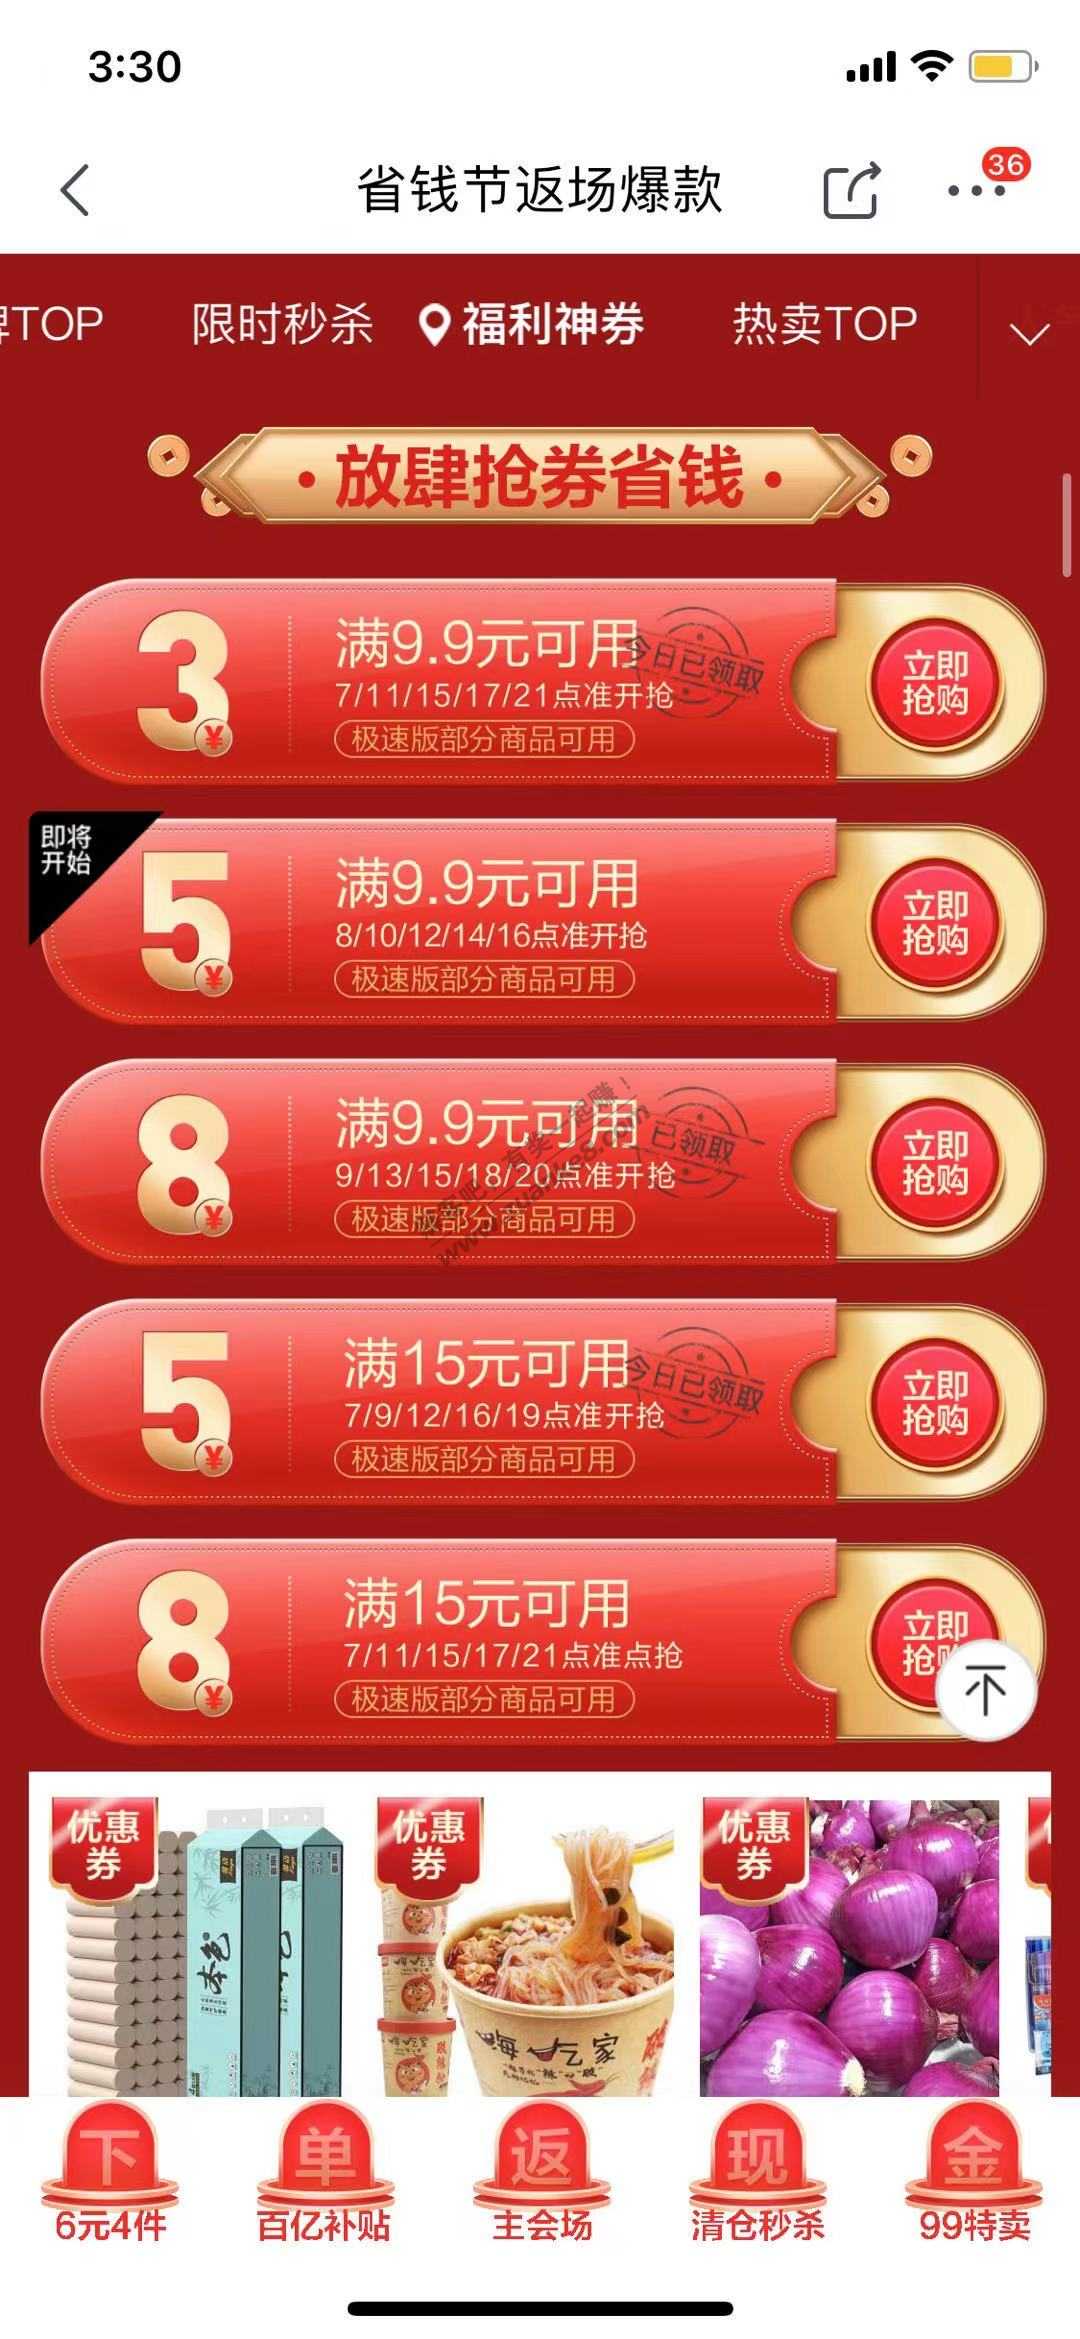 3:30
省钱节返场爆款
36
牌TOP
限时秒杀
福利神券
热卖TOP
·放肆抢券省钱·
3¥
满9.9元可用
7/11/15/17/21点准开抢
极速版部分商品可用
今日已领取
立即
抢购
即将
开始
5¥
满9.9元可用
8/10/12/14/16点准开抢
极速版部分商品可用
立即
抢购
8¥
满9.9元可用
9/13/15/18/20点准开抢
极速版部分商品可用
已领取
立即
抢购
有奖一起赚！
5¥
满15元可用
7/9/12/16/19点准开抢
极速版部分商品可用
今日已领取
立即
抢购
8¥
满15元可用
7/11/15/17/21点准点抢
极速版部分商品可用
立即
抢购
优惠
券
本色
优惠
券
嗨吃家
酸辣粉
优惠
券
下
单
返
现
金
6元4件
百亿补贴
主会场
清仓秒杀
99特卖